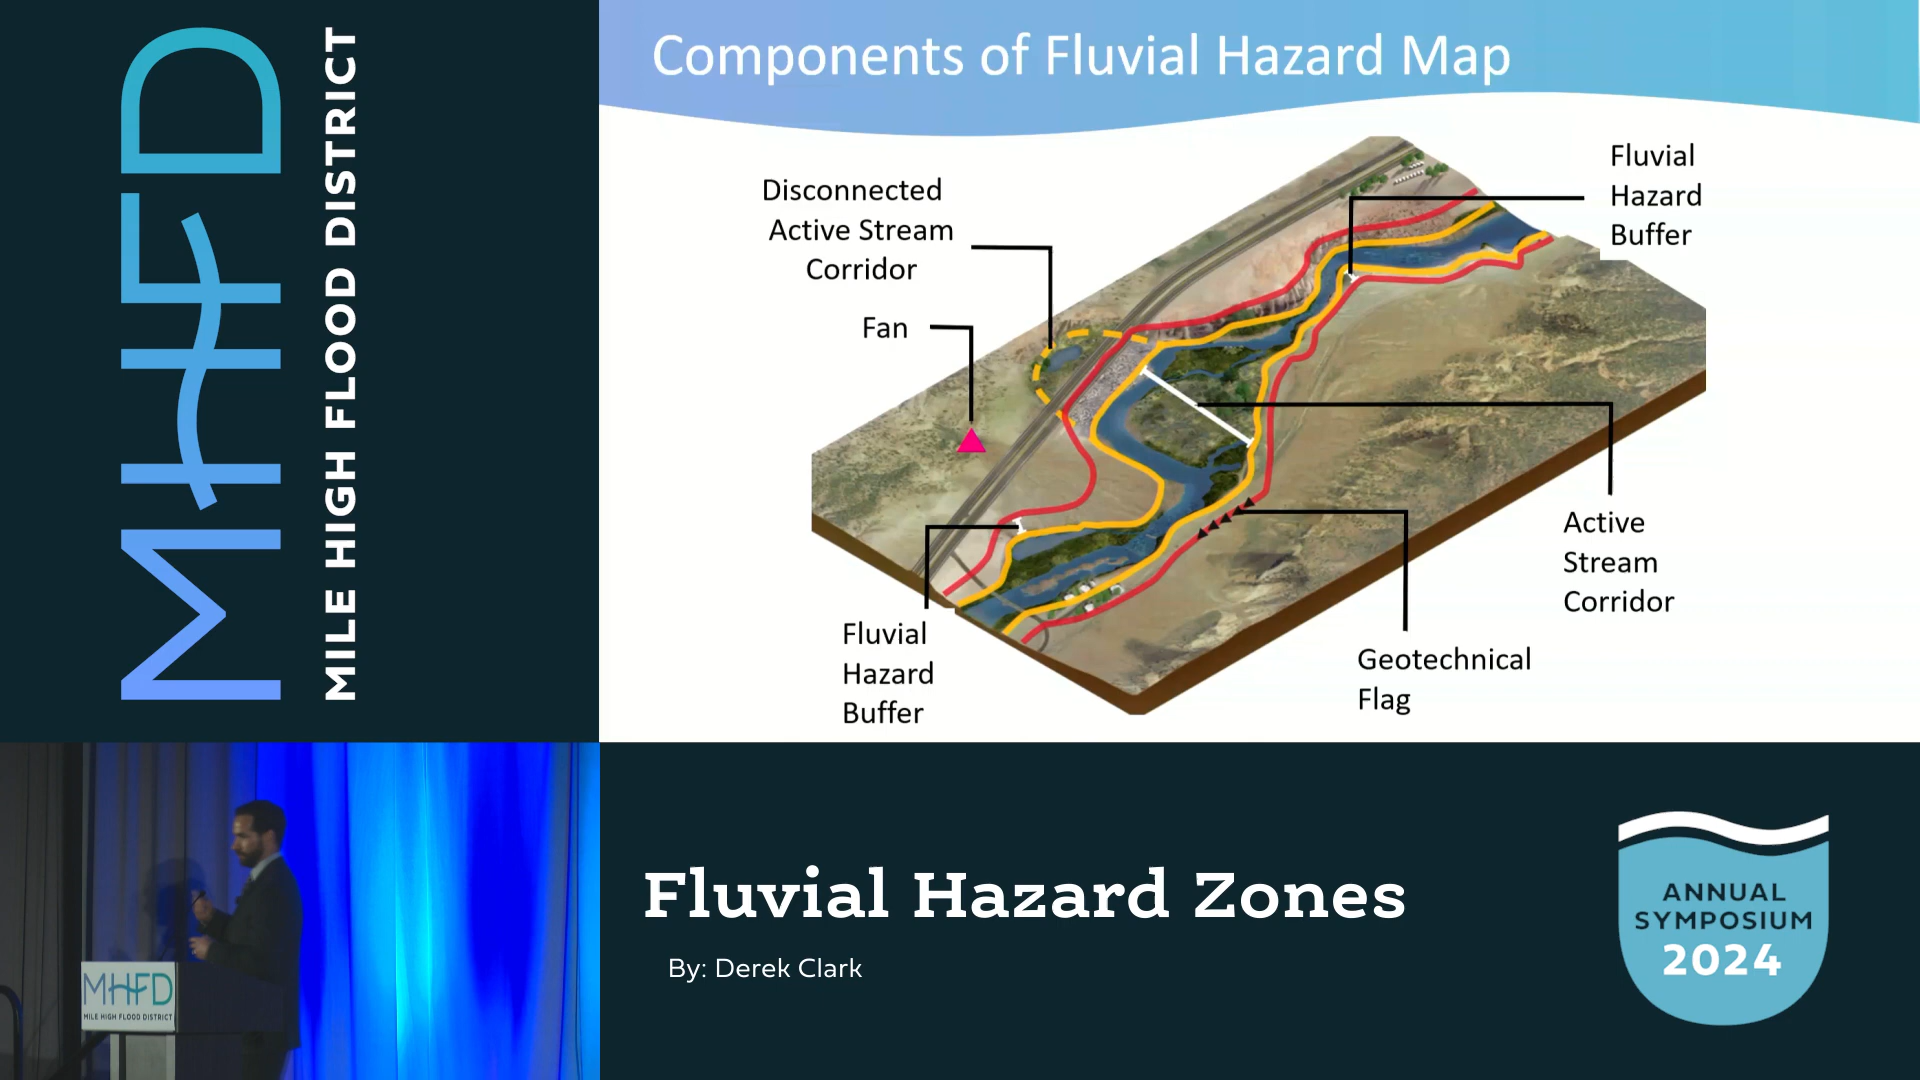 MHFD
MILE HIGH FLOOD DISTRICT
Components of Fluvial Hazard Map
Disconnected
Active Stream
Corridor
Fan
Fluvial
Hazard
Buffer
Active
Stream
Corridor
Geotechnical
Flag
Fluvial
Hazard
Buffer
MHFD
MILE HIGH FLOOD DISTRICT
Fluvial Hazard Zones
By: Derek Clark
ANNUAL
SYMPOSIUM
2024